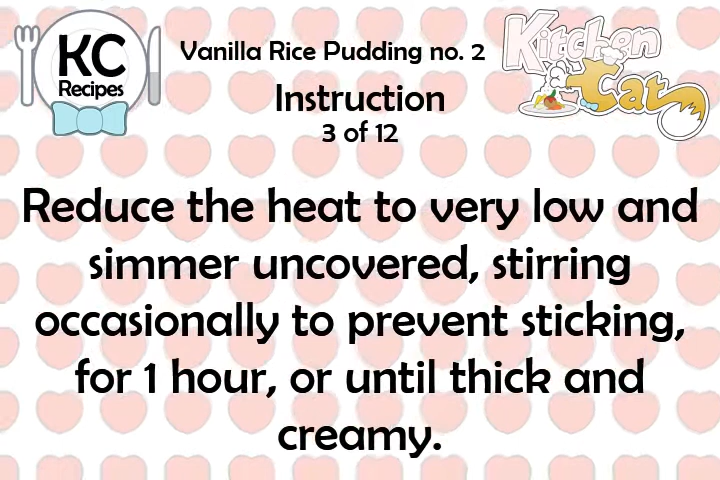 KC
Recipes
Vanilla Rice Pudding no. 2
Kitchen
Cat
Instruction
3 of 12
Reduce the heat to very low and
simmer uncovered, stirring
occasionally to prevent sticking,
for 1 hour, or until thick and
creamy.